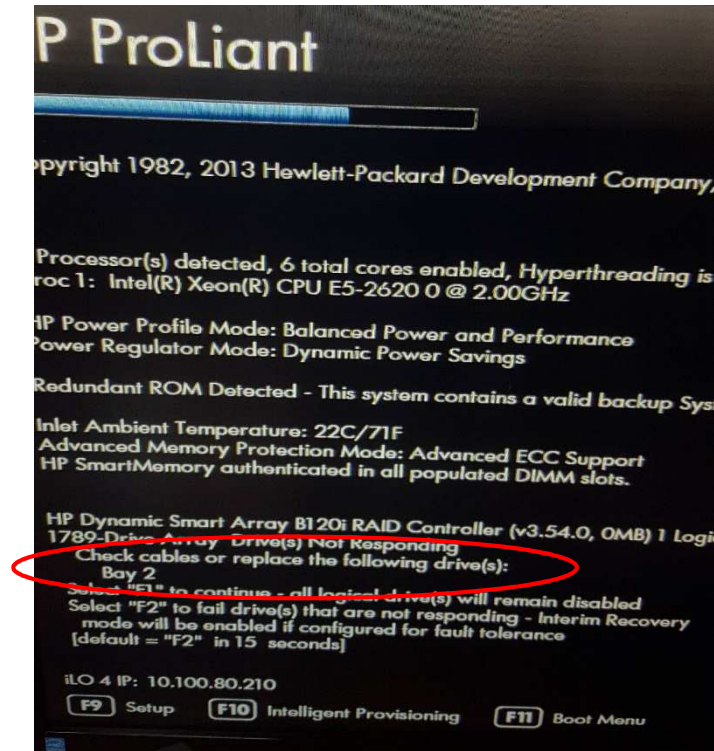 P ProLiant
opyright 1982, 2013 Hewlett-Packard Development Company,
Processor(s) detected, 6 total cores enabled, Hyperthreading is
roc 1: Intel(R) Xeon(R) CPU E5-2620 0 @ 2.00GHz
HP Power Profile Mode: Balanced Power and Performance
Power Regulator Mode: Dynamic Power Savings
Redundant ROM Detected - This system contains a valid backup Sys
Inlet Ambient Temperature: 22C/71F
Advanced Memory Protection Mode: Advanced ECC Support
HP SmartMemory authenticated in all populated DIMM slots.
HP Dynamic Smart Array B120i RAID Controller (v3.54.0, 0MB) 1 Logi
1789-Drive Array Drive(s) Not Responding
Check cables or replace the following drive(s):
Bay 2
Select "F1" to continue - all logical drive(s) will remain disabled
Select "F2" to fail drive(s) that are not responding - Interim Recovery
mode will be enabled if configured for fault tolerance
[default = "F2" in 15 seconds]
iLO 4 IP: 10.100.80.210
F9 Setup F10 Intelligent Provisioning F11 Boot Menu